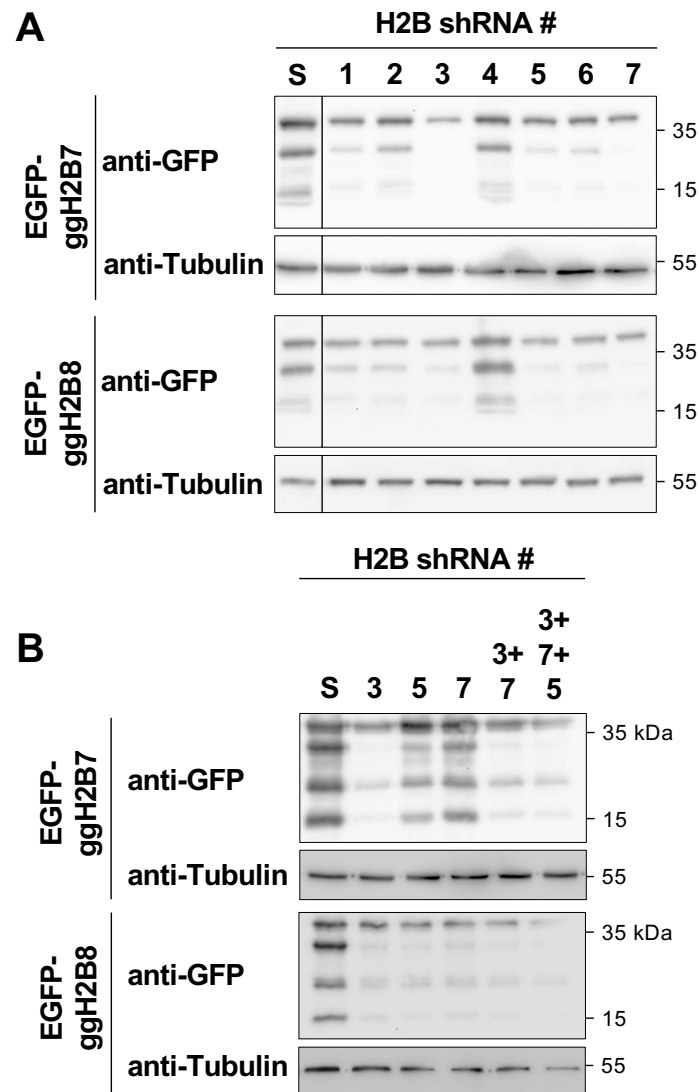 A
H2B shRNA #
S 1 2 3 4 5 6 7
EGFP-
ggH2B7
anti-GFP
35
15
anti-Tubulin
55
EGFP-
ggH2B8
anti-GFP
35
15
anti-Tubulin
55
H2B shRNA #
B
3+
3+ 7+
S 3 5 7 7 5
EGFP-
ggH2B7
anti-GFP
35 kDa
15
anti-Tubulin
55
EGFP-
ggH2B8
anti-GFP
35 kDa
15
anti-Tubulin
55